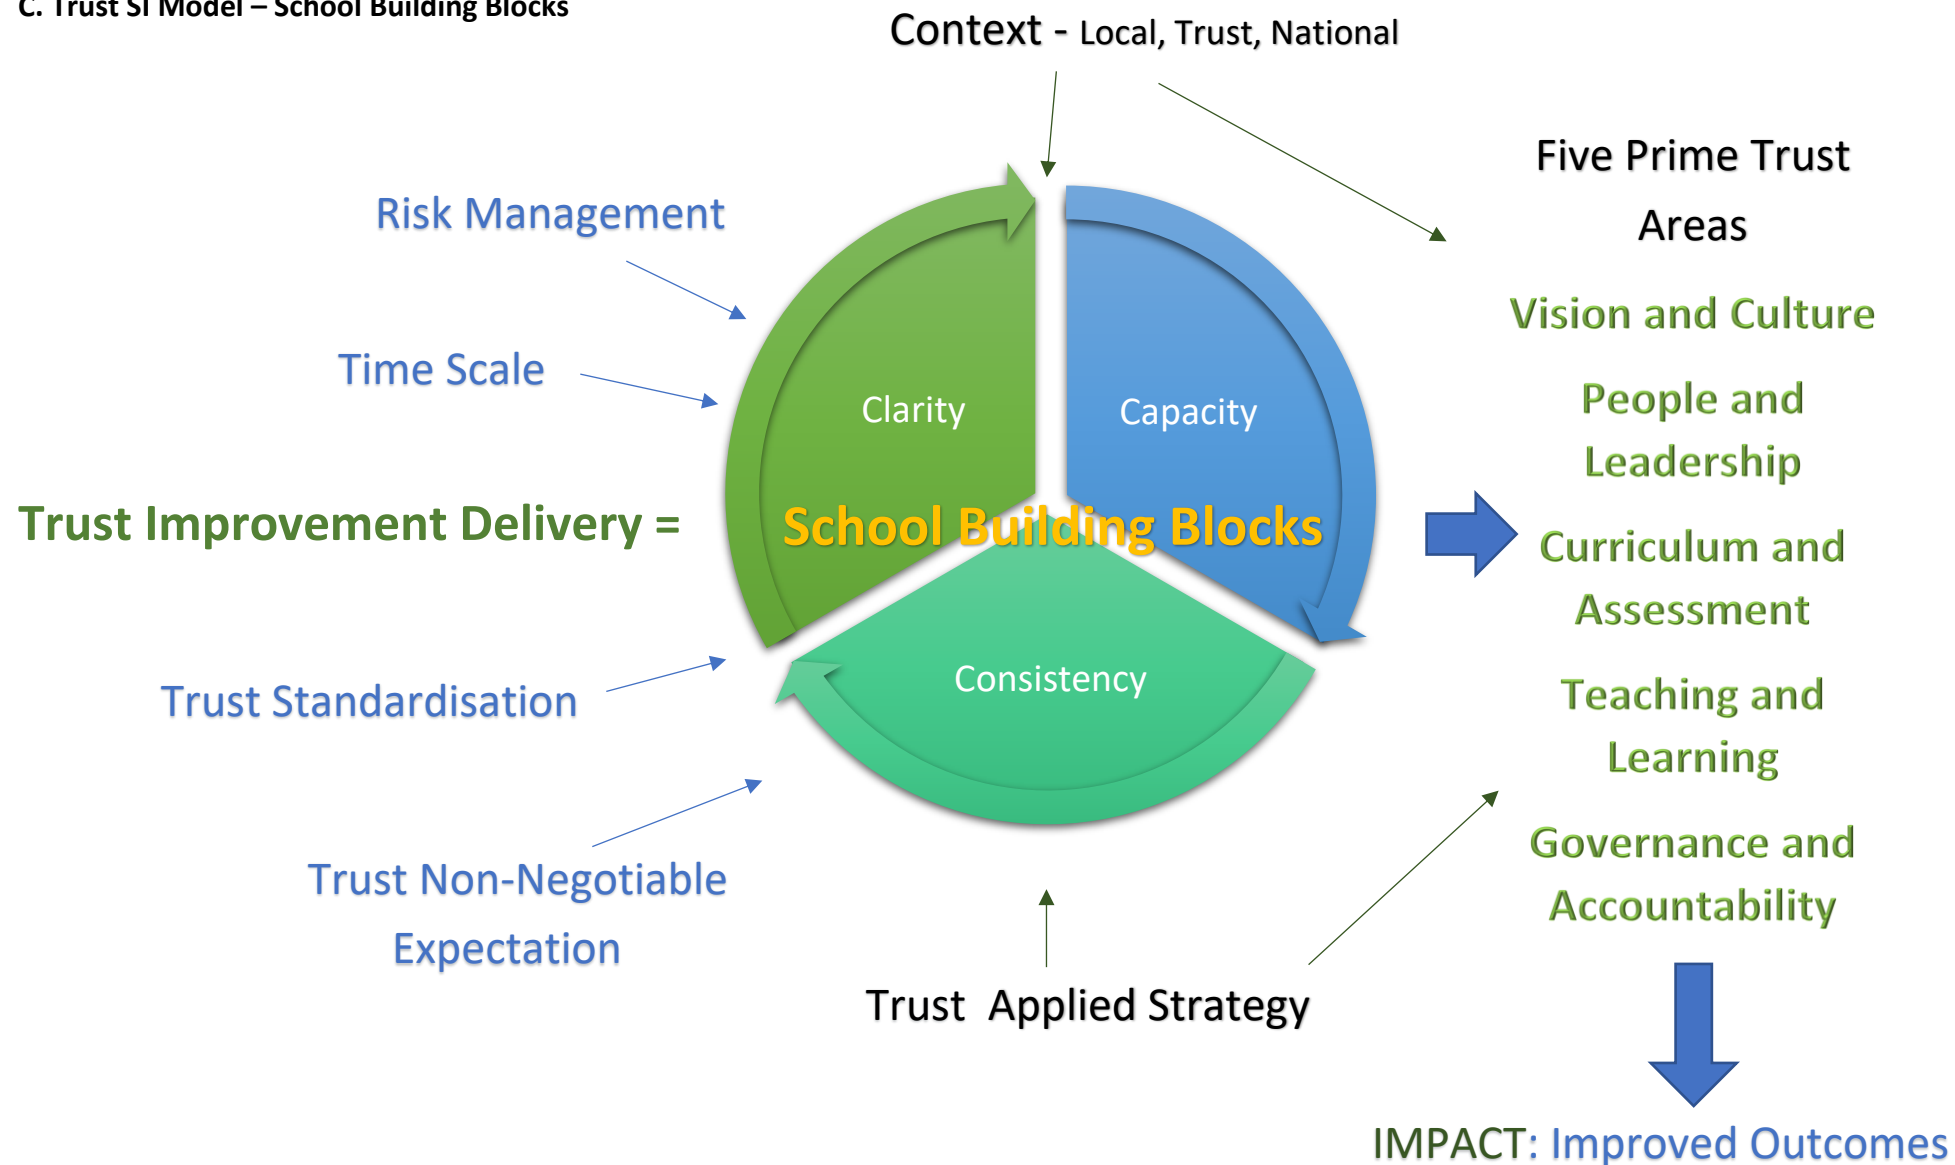 C. Trust SI Model – School Building Blocks
Context - Local, Trust, National
Five Prime Trust
Areas
Risk Management
Vision and Culture
Time Scale
People and
Leadership
Clarity
Capacity
Trust Improvement Delivery =
School Building Blocks
Curriculum and
Assessment
Consistency
Trust Standardisation
Teaching and
Learning
Trust Non-Negotiable
Expectation
Governance and
Accountability
Trust  Applied Strategy
IMPACT: Improved Outcomes